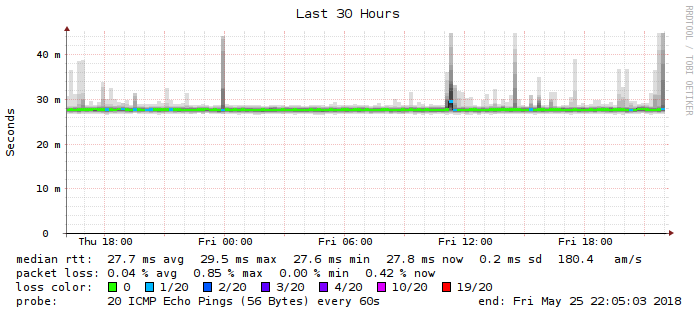 Last 30 Hours
RRDTOOL / TOBI OETIKER
Seconds
40 m
30 m
20 m
10 m
0
Thu 18:00 Fri 00:00 Fri 06:00 Fri 12:00 Fri 18:00
median rtt: 27.7 ms avg 29.5 ms max 27.6 ms min 27.8 ms now 0.2 ms sd 180.4 am/s
packet loss: 0.04 % avg 0.85 % max 0.00 % min 0.42 % now
loss color: 0 1/20 2/20 3/20 4/20 10/20 19/20
probe: 20 ICMP Echo Pings (56 Bytes) every 60s end: Fri May 25 22:05:03 2018